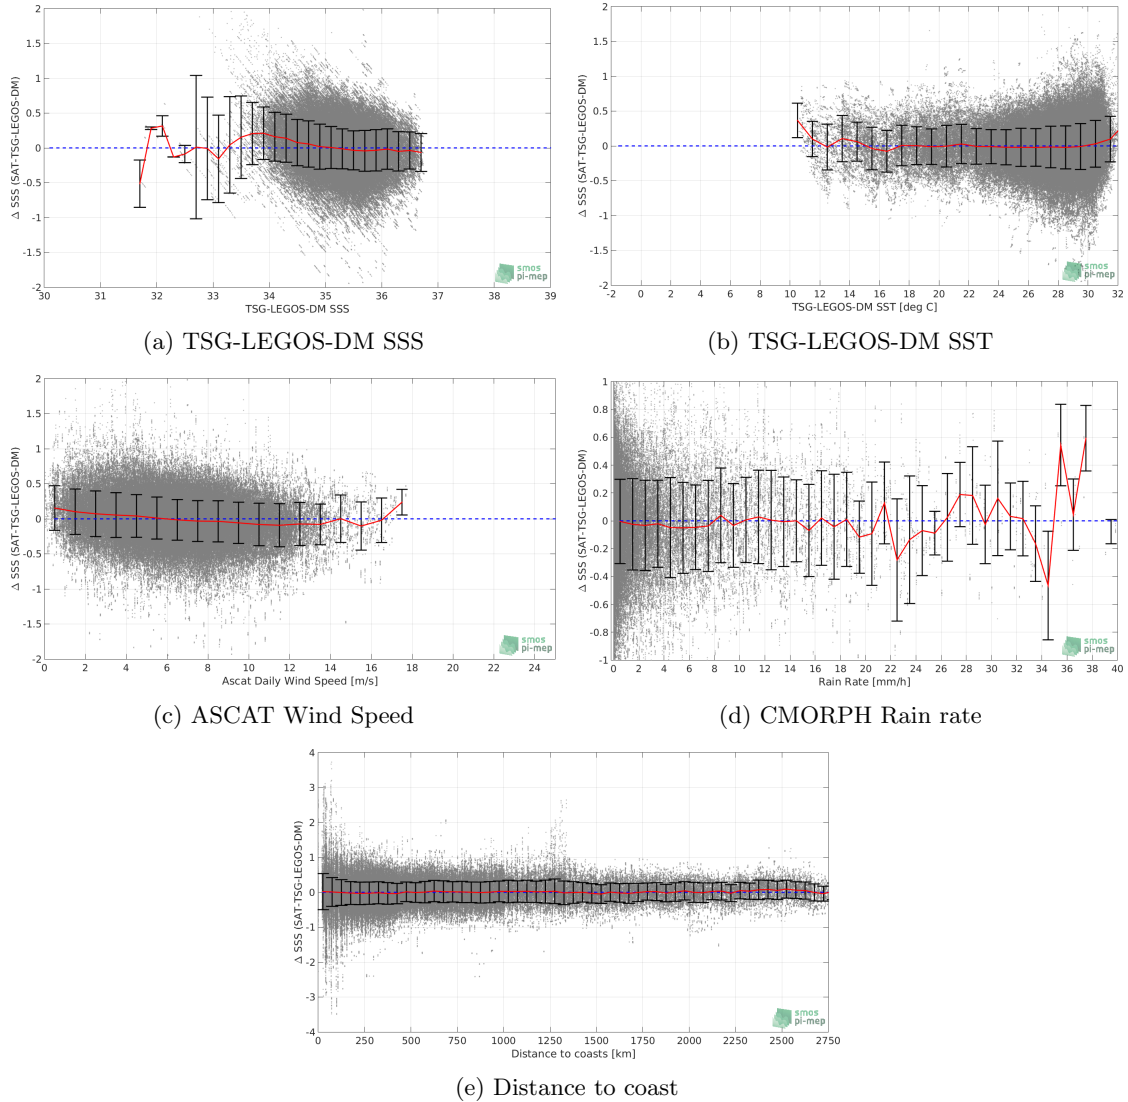 2
1.5
1
0.5
0
-0.5
-1
-1.5
-2
Δ SSS (SAT-TSG-LEGOS-DM)
30 31 32 33 34 35 36 37 38 39
TSG-LEGOS-DM SSS
smos
pi-mep
(a) TSG-LEGOS-DM SSS
2
1.5
1
0.5
0
-0.5
-1
-1.5
-2
Δ SSS (SAT-TSG-LEGOS-DM)
-2 0 2 4 6 8 10 12 14 16 18 20 22 24 26 28 30 32
TSG-LEGOS-DM SST [deg C]
smos
pi-mep
(b) TSG-LEGOS-DM SST
2
1.5
1
0.5
0
-0.5
-1
-1.5
-2
Δ SSS (SAT-TSG-LEGOS-DM)
0 2 4 6 8 10 12 14 16 18 20 22 24
Ascat Daily Wind Speed [m/s]
smos
pi-mep
(c) ASCAT Wind Speed
1
0.8
0.6
0.4
0.2
0
-0.2
-0.4
-0.6
-0.8
-1
Δ SSS (SAT-TSG-LEGOS-DM)
0 2 4 6 8 10 12 14 16 18 20 22 24 26 28 30 32 34 36 38 40
Rain Rate [mm/h]
smos
pi-mep
(d) CMORPH Rain rate
4
3
2
1
0
-1
-2
-3
-4
Δ SSS (SAT-TSG-LEGOS-DM)
0 250 500 750 1000 1250 1500 1750 2000 2250 2500 2750
Distance to coasts [km]
smos
pi-mep
(e) Distance to coast